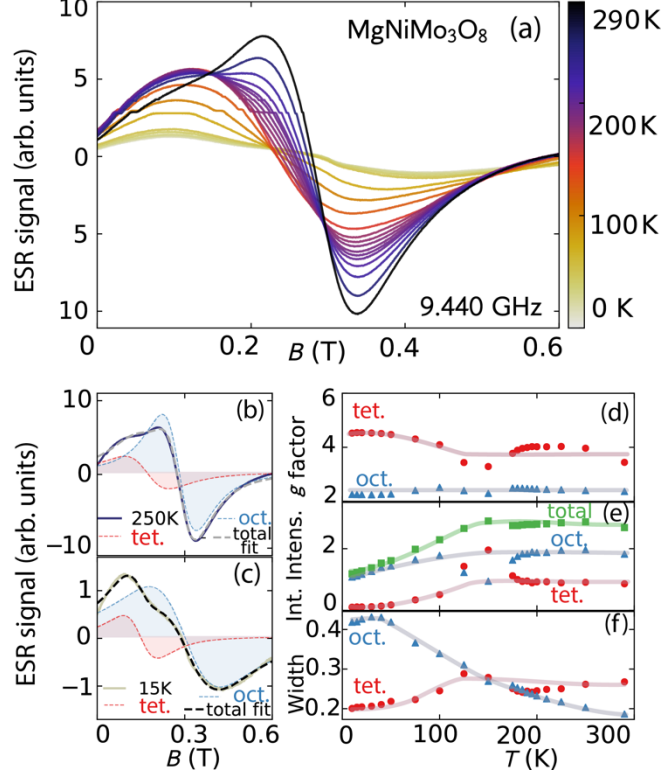 10
MgNiMo₃O₈
(a)
290K
5
200K
0
100K
5
0 K
10
9.440 GHz
0
0.2
0.4
0.6
B (T)
ESR signal (arb. units)
10
(b)
0
250K
oct.
tet.
total fit
−10
(c)
1
0
−1
15K
oct.
tet.
total fit
0
0.3
0.6
B (T)
ESR signal (arb. units)
6
tet.
(d)
4
oct.
2
g factor
total
(e)
2
oct.
tet.
0
Int. Intens.
(f)
0.4
oct.
0.3
tet.
0.2
Width
0
100
200
300
T (K)